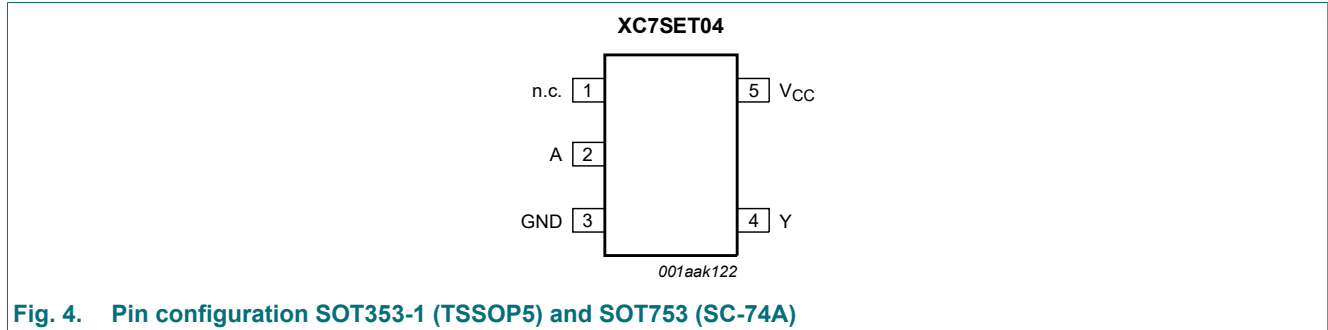 XC7SET04
n.c. 1 5 VCC
A 2
GND 3 4 Y
001aak122
Fig. 4. Pin configuration SOT353-1 (TSSOP5) and SOT753 (SC-74A)